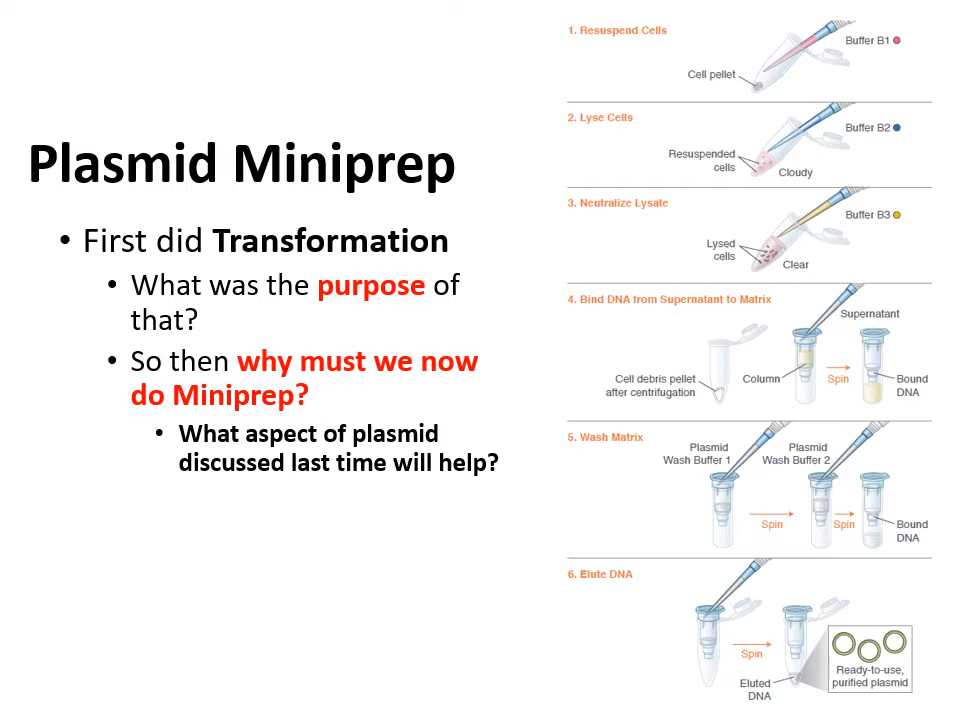 Plasmid Miniprep
• First did Transformation
• What was the purpose of
that?
• So then why must we now
do Miniprep?
• What aspect of plasmid
discussed last time will help?
1. Resuspend Cells
Buffer B1
Cell pellet
2. Lyse Cells
Buffer B2
Resuspended
cells
Cloudy
3. Neutralize Lysate
Buffer B3
Lysed
cells
Clear
4. Bind DNA from Supernatant to Matrix
Supernatant
Cell debris pellet
after centrifugation
Column
Spin
Bound
DNA
5. Wash Matrix
Plasmid
Wash Buffer 1
Plasmid
Wash Buffer 2
Spin
Spin
Bound
DNA
6. Elute DNA
Spin
Eluted
DNA
Ready-to-use,
purified plasmid